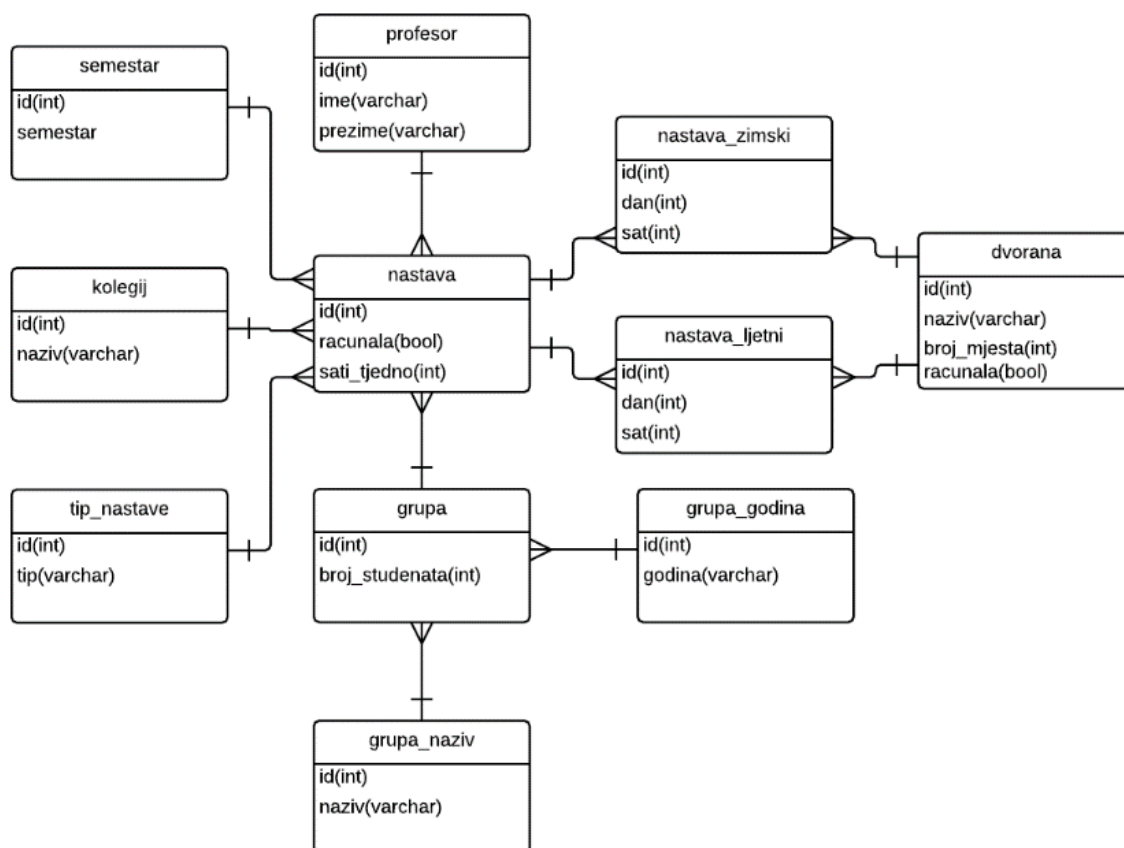 semestar
id(int)
semestar
profesor
id(int)
ime(varchar)
prezime(varchar)
nastava_zimski
id(int)
dan(int)
sat(int)
dvorana
id(int)
naziv(varchar)
broj_mjesta(int)
racunala(bool)
kolegij
id(int)
naziv(varchar)
nastava
id(int)
racunala(bool)
sati_tjedno(int)
nastava_ljetni
id(int)
dan(int)
sat(int)
tip_nastave
id(int)
tip(varchar)
grupa
id(int)
broj_studenata(int)
grupa_godina
id(int)
godina(varchar)
grupa_naziv
id(int)
naziv(varchar)